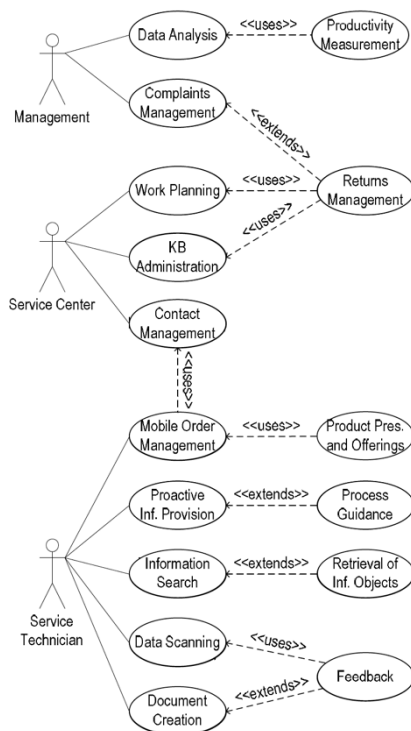 Data Analysis
<<uses>>
Productivity
Measurement
Management
Complaints
Management
<<extends>>
Work Planning
<<uses>>
Returns
Management
<<uses>>
KB
Administration
Service Center
Contact
Management
<<uses>>
Mobile Order
Management
<<uses>>
Product Pres.
and Offerings
Proactive
Inf. Provision
<<extends>>
Process
Guidance
Information
Search
<<extends>>
Retrieval of
Inf. Objects
Service
Technician
Data Scanning
<<uses>>
Feedback
<<extends>>
Document
Creation